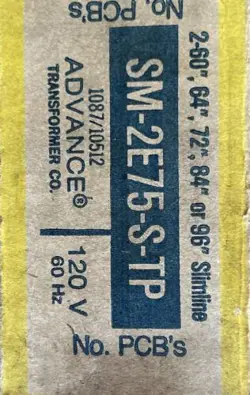 No. PCB's
2-60", 64", 72", 84" or 96" Slimline
SM-2E75-S-TP
1087/10512
ADVANCE®
TRANSFORMER CO.
120 V
60 Hz
No. PCB's